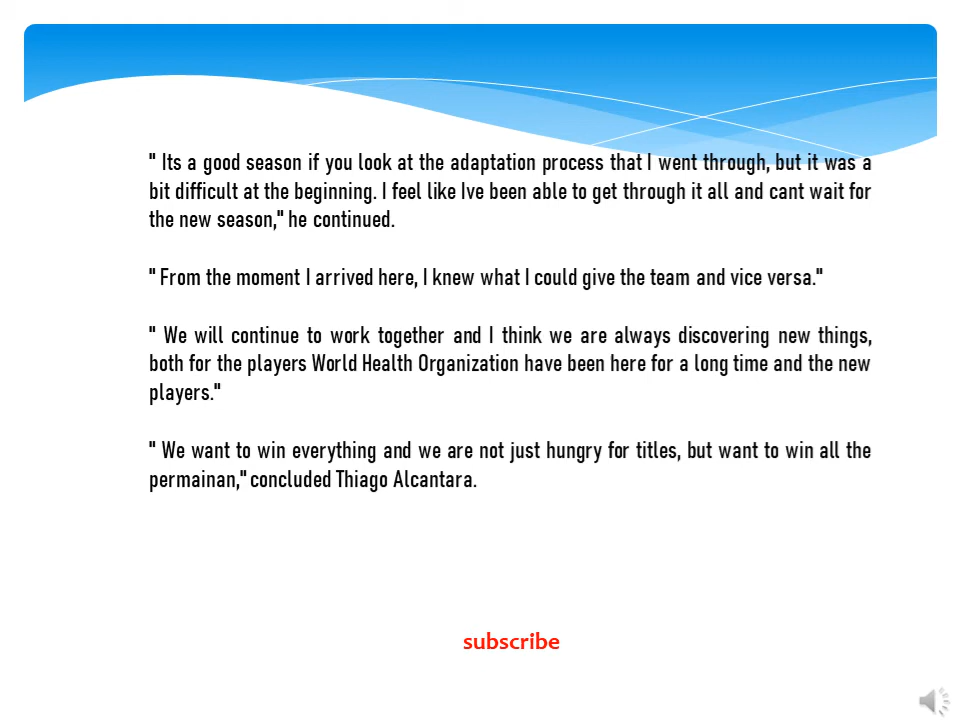 " Its a good season if you look at the adaptation process that I went through, but it was a
bit difficult at the beginning. I feel like Ive been able to get through it all and cant wait for
the new season," he continued.
" From the moment I arrived here, I knew what I could give the team and vice versa."
" We will continue to work together and I think we are always discovering new things,
both for the players World Health Organization have been here for a long time and the new
players."
" We want to win everything and we are not just hungry for titles, but want to win all the
permainan," concluded Thiago Alcantara.
subscribe